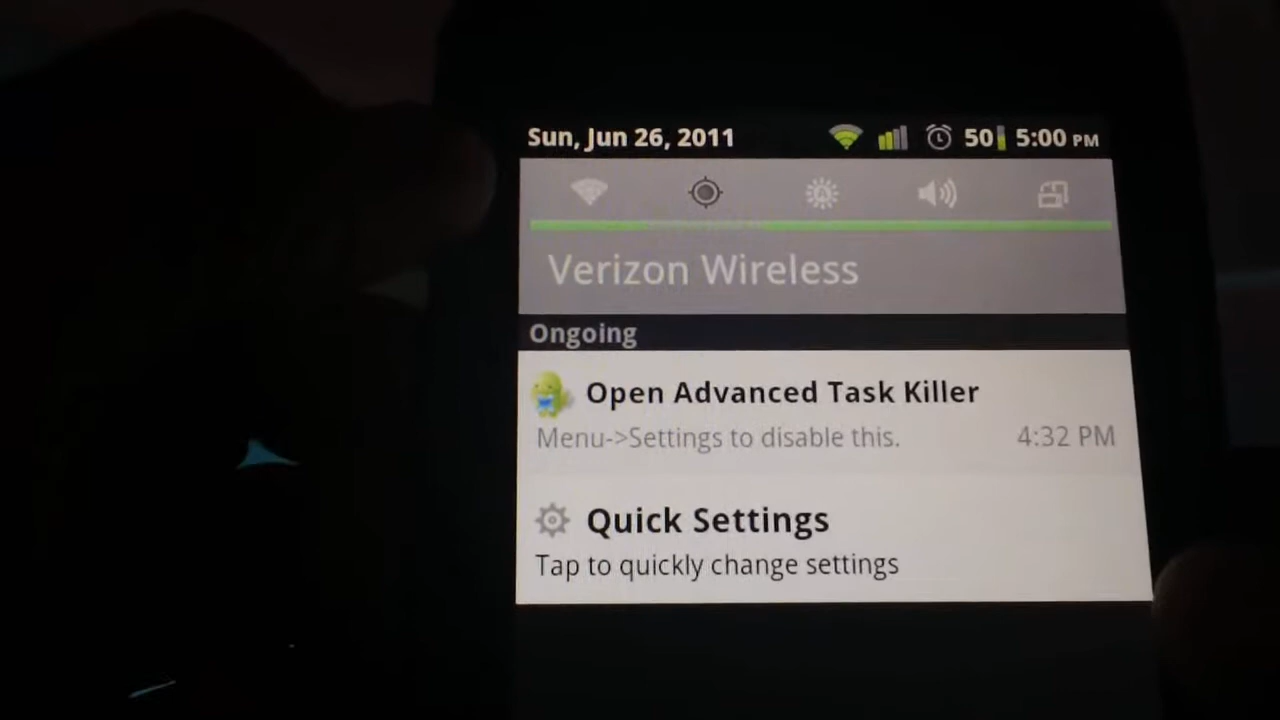 Sun, Jun 26, 2011 50 5:00 PM
Verizon Wireless
Ongoing
Open Advanced Task Killer
Menu->Settings to disable this. 4:32 PM
Quick Settings
Tap to quickly change settings